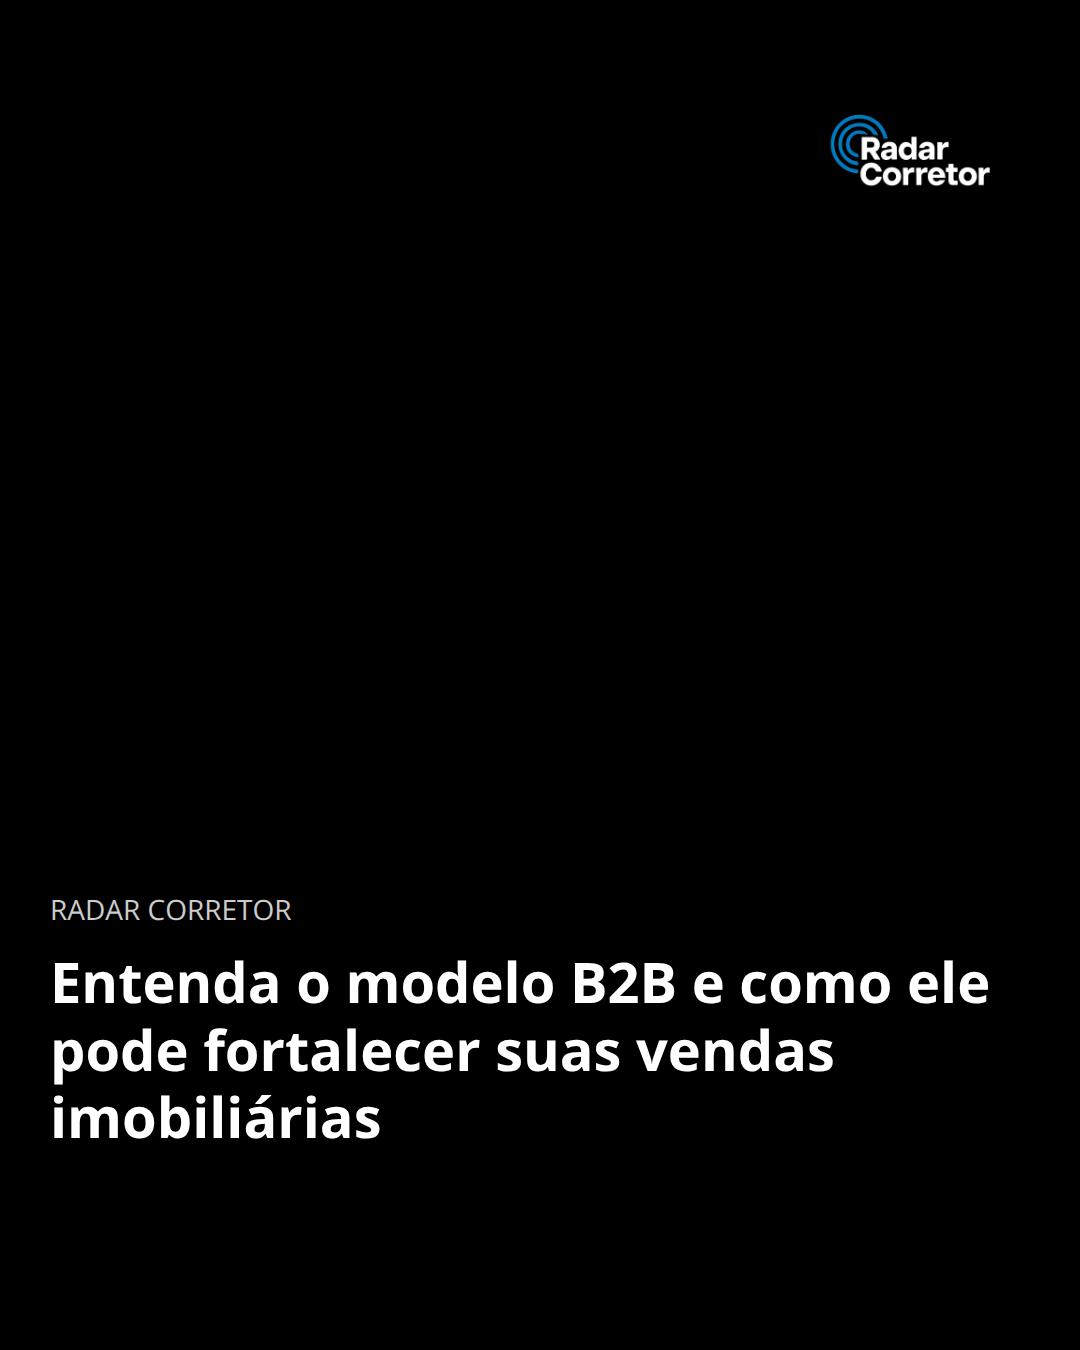 Radar
Corretor
RADAR CORRETOR
Entenda o modelo B2B e como ele
pode fortalecer suas vendas
imobiliárias